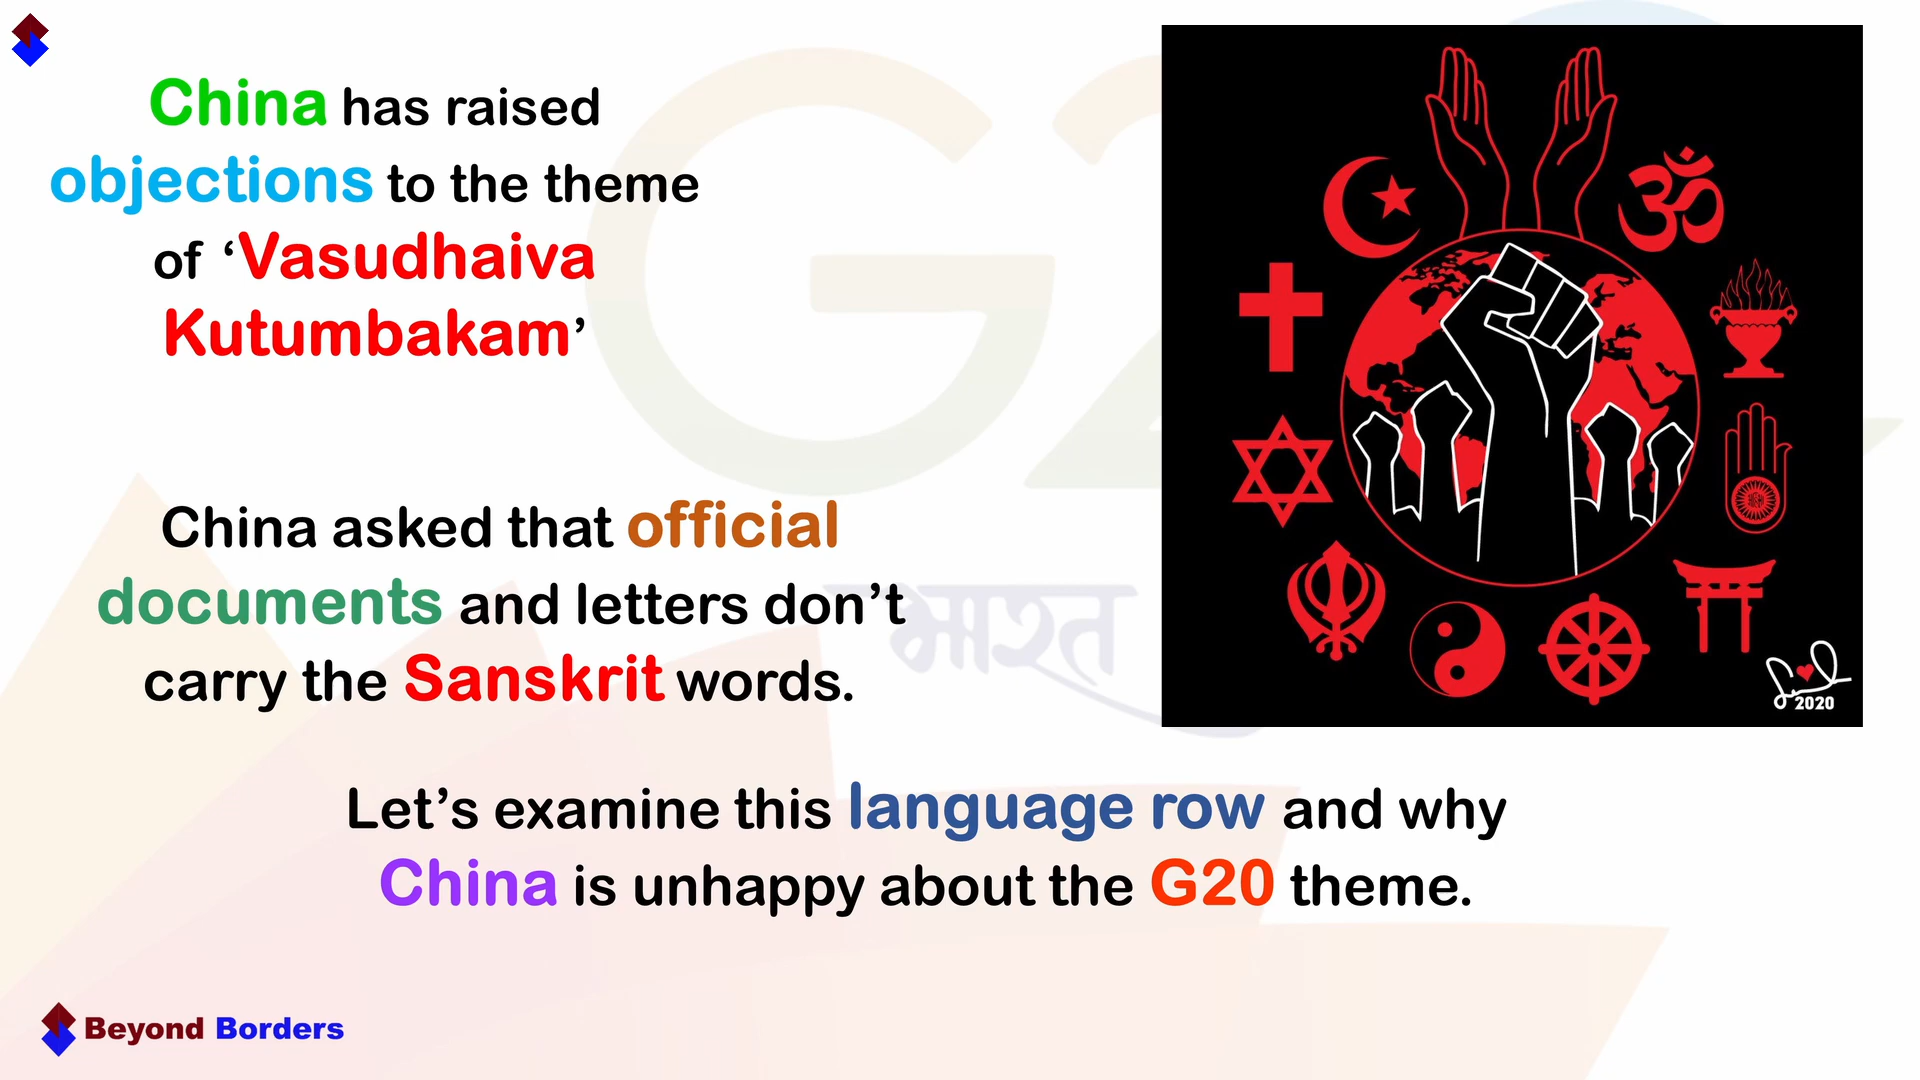 China has raised
objections to the theme
of ‘Vasudhaiva
Kutumbakam’
China asked that official
documents and letters don’t
carry the Sanskrit words.
Let’s examine this language row and why
China is unhappy about the G20 theme.
Beyond Borders
G2
भारत
ॐ
2020